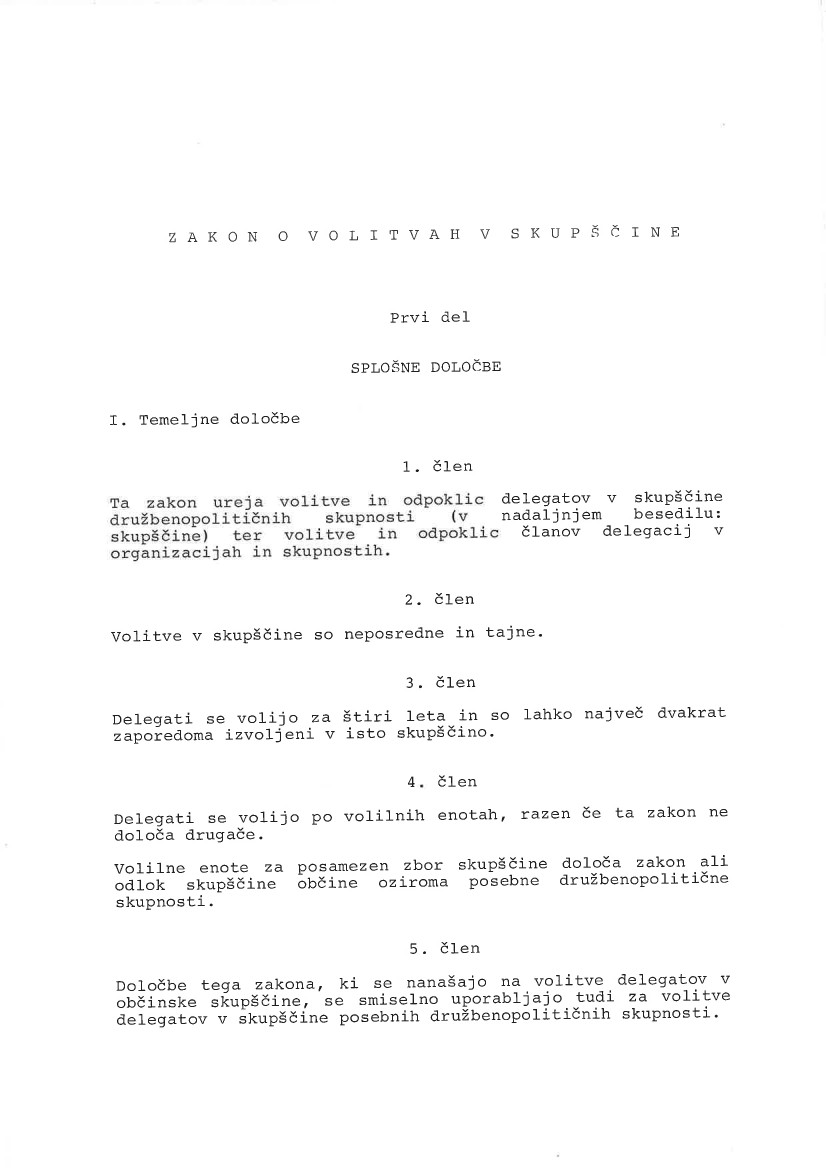 Z A K O N  O  V O L I T V A H  V  S K U P Š Č I N E
Prvi del
SPLOŠNE DOLOČBE
I. Temeljne določbe
1. člen
Ta zakon ureja volitve in odpoklic delegatov v skupščine
družbenopolitičnih skupnosti (v nadaljnjem besedilu:
skupščine) ter volitve in odpoklic članov delegacij v
organizacijah in skupnostih.
2. člen
Volitve v skupščine so neposredne in tajne.
3. člen
Delegati se volijo za štiri leta in so lahko največ dvakrat
zaporedoma izvoljeni v isto skupščino.
4. člen
Delegati se volijo po volilnih enotah, razen če ta zakon ne
določa drugače.
Volilne enote za posamezen zbor skupščine določa zakon ali
odlok skupščine občine oziroma posebne družbenopolitične
skupnosti.
5. člen
Določbe tega zakona, ki se nanašajo na volitve delegatov v
občinske skupščine, se smiselno uporabljajo tudi za volitve
delegatov v skupščine posebnih družbenopolitičnih skupnosti.